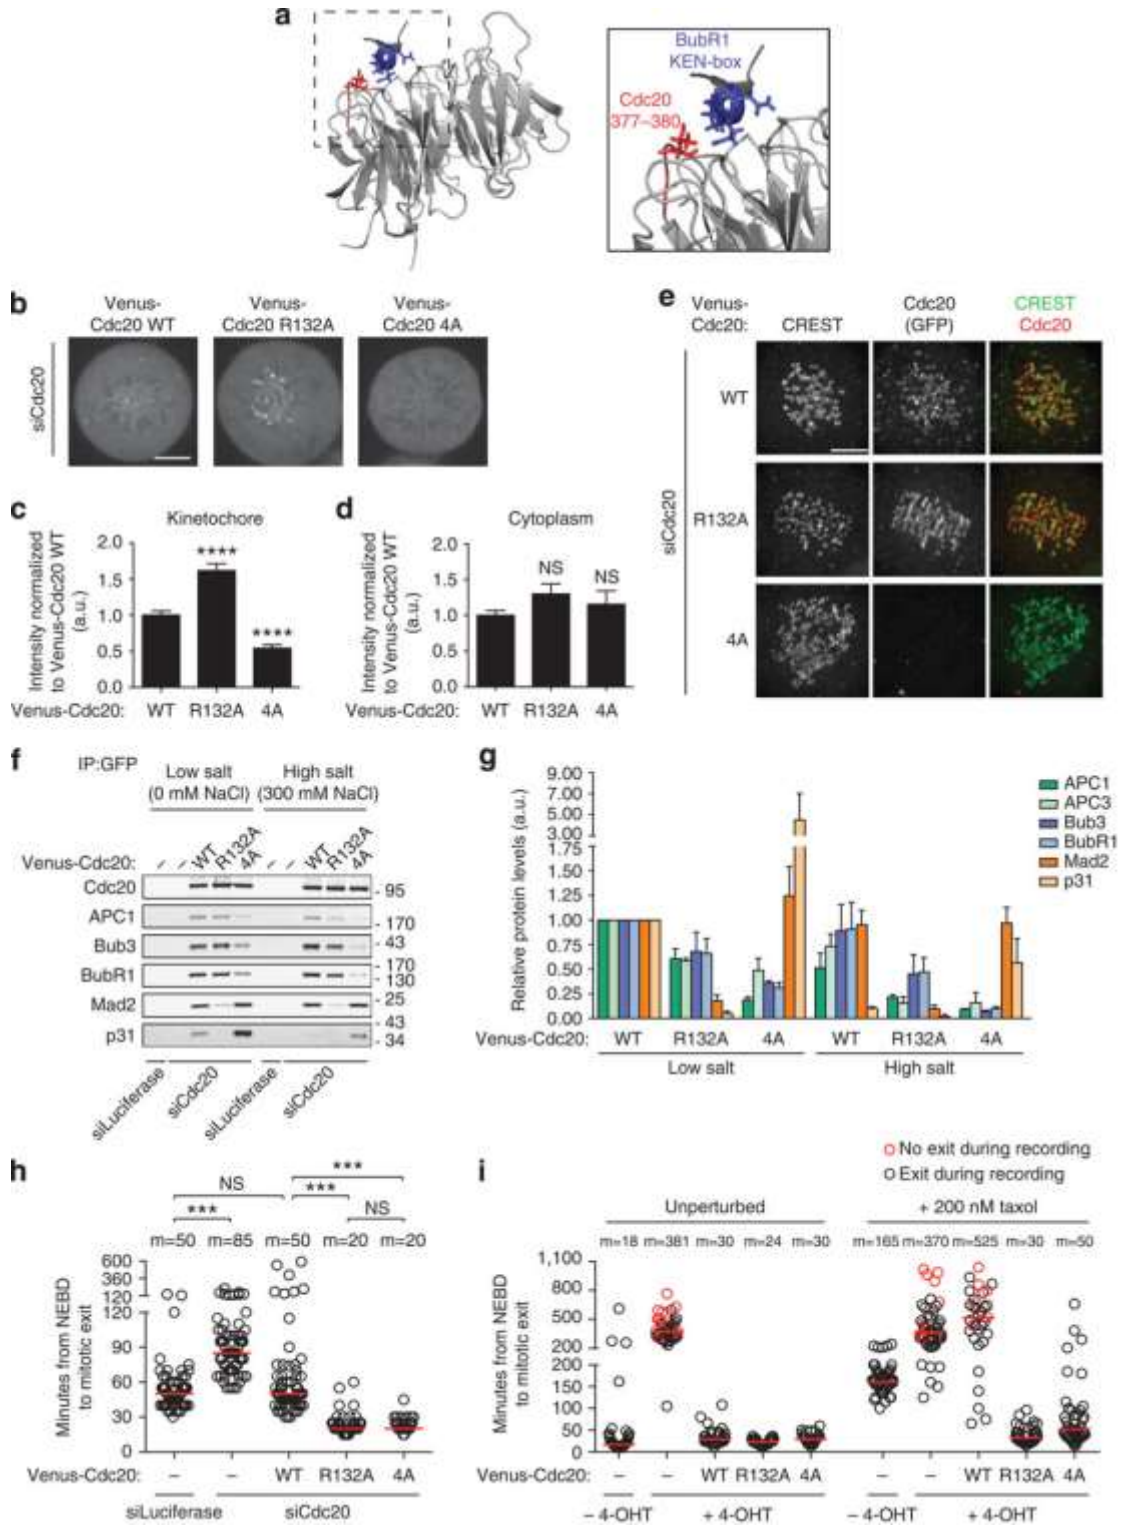 a
BubR1
KEN-box
Cdc20
377–380
b
Venus-
Cdc20 WT
Venus-
Cdc20 R132A
Venus-
Cdc20 4A
siCdc20
c
Kinetochore
Intensity normalized
to Venus-Cdc20 WT
(a.u.)
2.0
1.5
1.0
0.5
0.0
****
****
Venus-Cdc20: WT R132A 4A
d
Cytoplasm
Intensity normalized
to Venus-Cdc20 WT
(a.u.)
2.0
1.5
1.0
0.5
0.0
NS
NS
Venus-Cdc20: WT R132A 4A
e
Venus-
Cdc20:
CREST
Cdc20
(GFP)
CREST
Cdc20
siCdc20
WT
R132A
4A
f
IP:GFP
Low salt
(0 mM NaCl)
High salt
(300 mM NaCl)
Venus-Cdc20: – – WT R132A 4A – – WT R132A 4A
Cdc20 - 95
APC1 - 170
Bub3 - 43
BubR1 - 170
- 130
Mad2 - 25
p31 - 43
- 34
siLuciferase
siCdc20
siLuciferase
siCdc20
g
Relative protein levels (a.u.)
9.00
7.00
5.00
3.00
1.75
1.50
1.25
1.00
0.75
0.50
0.25
0.00
APC1
APC3
Bub3
BubR1
Mad2
p31
Venus-Cdc20: WT R132A 4A WT R132A 4A
Low salt
High salt
h
***
NS
***
***
NS
m=50 m=85 m=50 m=20 m=20
Minutes from NEBD
to mitotic exit
600
360
120
120
90
60
30
0
Venus-Cdc20: – – WT R132A 4A
siLuciferase
siCdc20
i
No exit during recording
Exit during recording
Unperturbed
+ 200 nM taxol
m=18 m=381 m=30 m=24 m=30
m=165 m=370 m=525 m=30 m=50
Minutes from NEBD
to mitotic exit
1,100
800
500
200
200
150
100
50
0
Venus-Cdc20: – – WT R132A 4A – – WT R132A 4A
– 4-OHT + 4-OHT – 4-OHT + 4-OHT